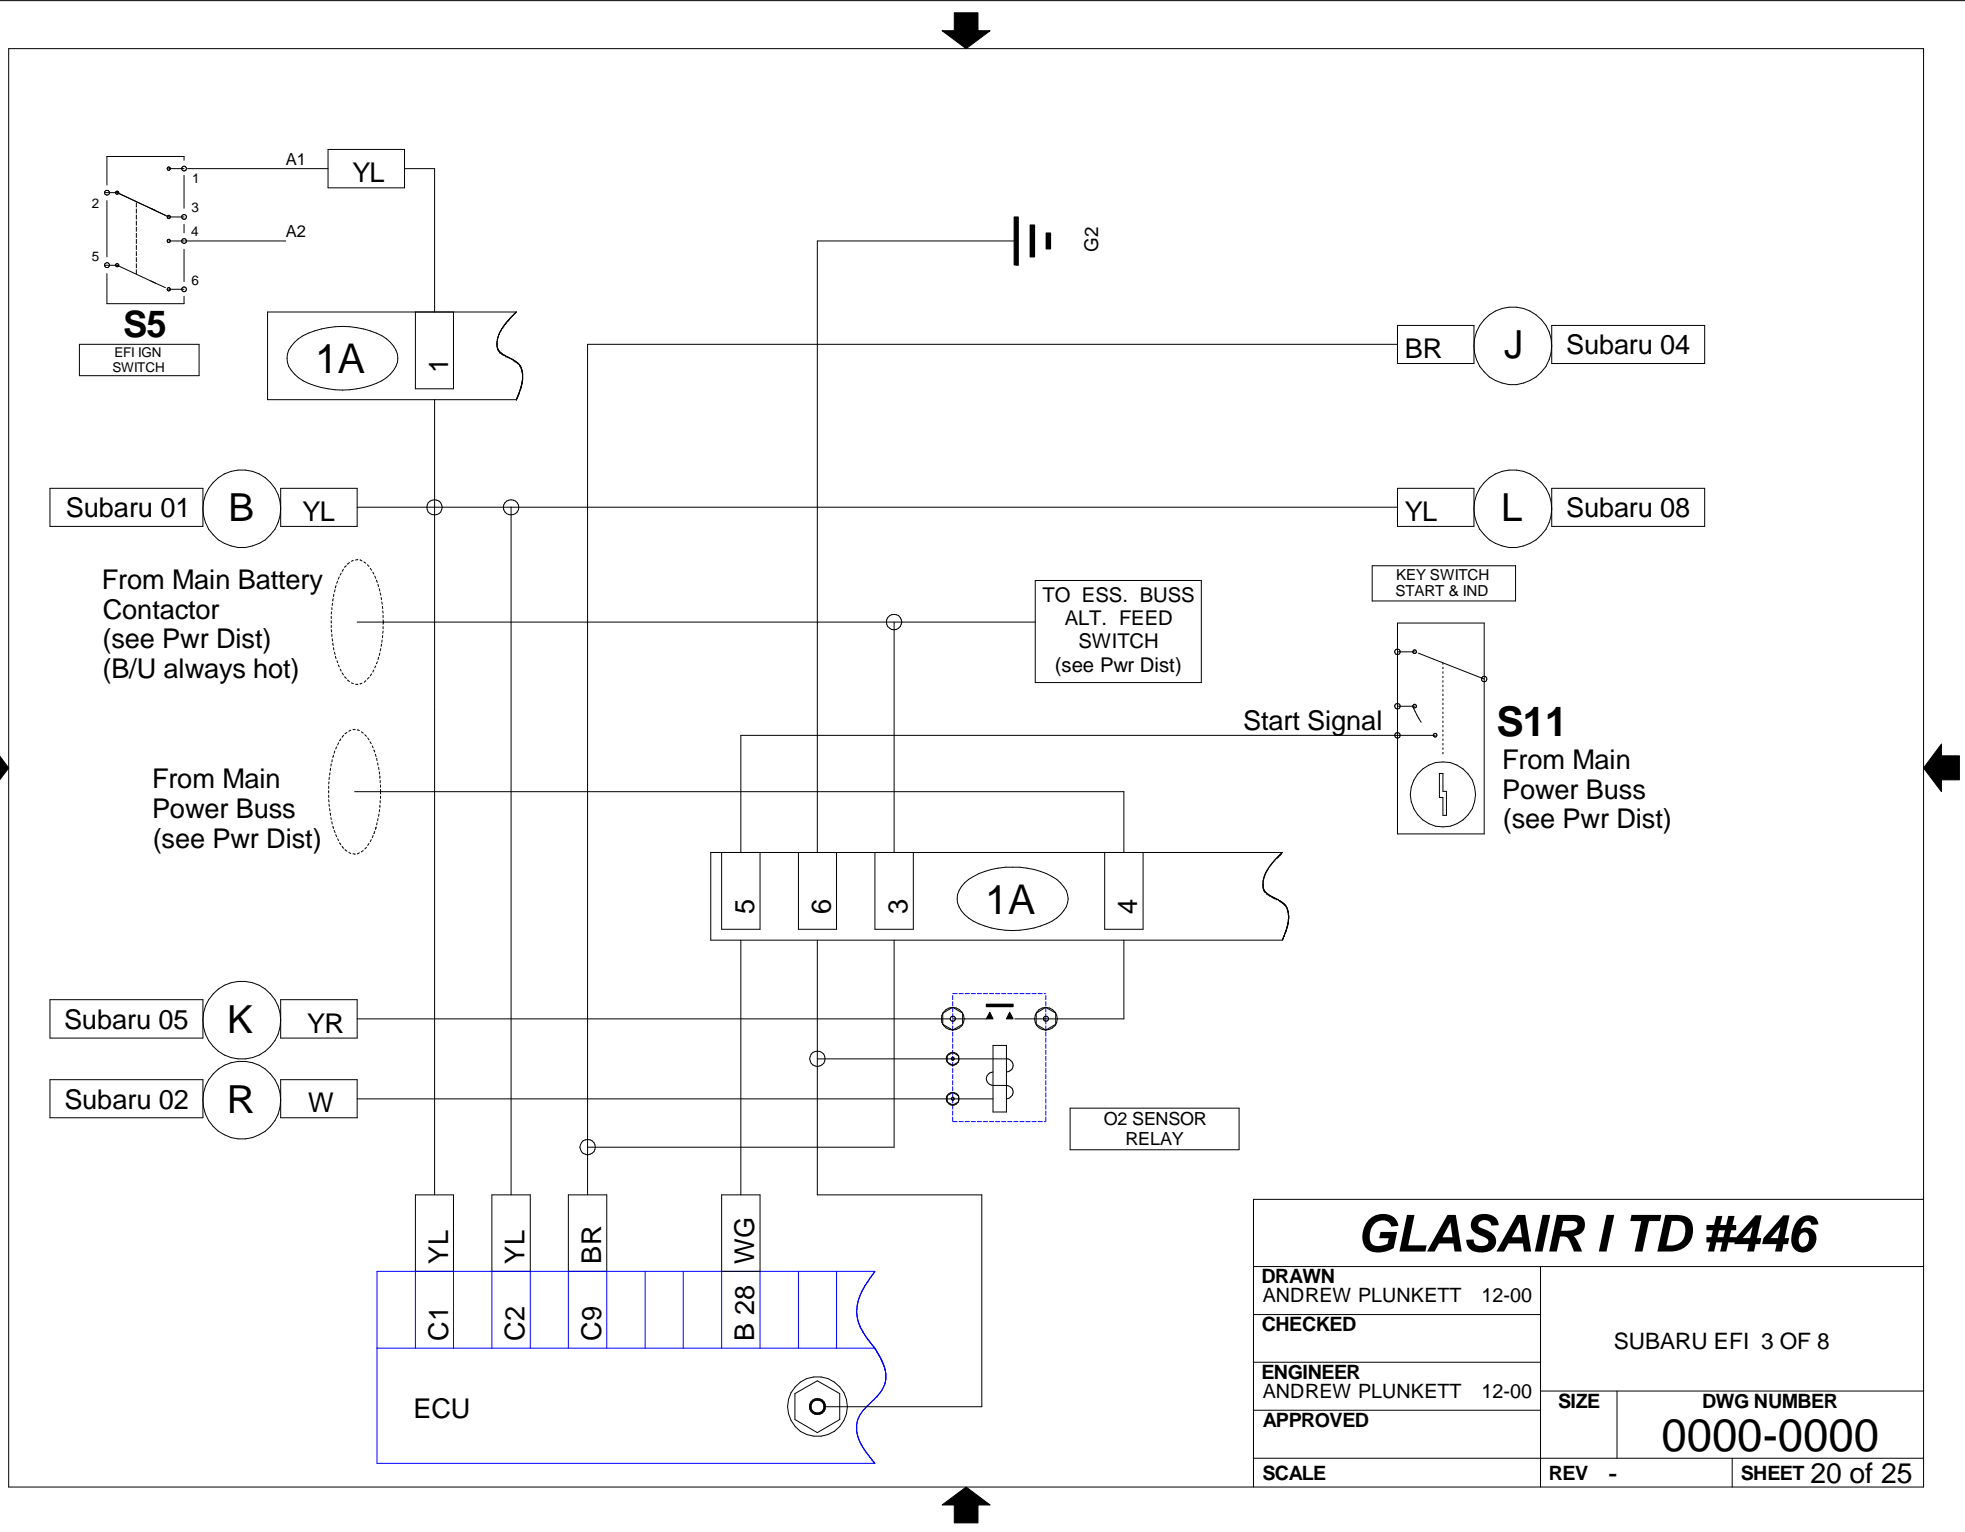 A1
YL
1
2
3
4
A2
5
6
S5
EFI IGN
SWITCH
G2
1A
1
BR
J
Subaru 04
Subaru 01
B
YL
YL
L
Subaru 08
From Main Battery
Contactor
(see Pwr Dist)
(B/U always hot)
TO ESS. BUSS
ALT. FEED
SWITCH
(see Pwr Dist)
KEY SWITCH
START & IND
Start Signal
S11
From Main
Power Buss
(see Pwr Dist)
From Main
Power Buss
(see Pwr Dist)
5
6
3
1A
4
Subaru 05
K
YR
Subaru 02
R
W
O2 SENSOR
RELAY
YL
YL
BR
WG
C1
C2
C9
B 28
ECU
GLASAIR I TD #446
DRAWN
ANDREW PLUNKETT 12-00
CHECKED
ENGINEER
ANDREW PLUNKETT 12-00
APPROVED
SCALE
SUBARU EFI 3 OF 8
SIZE
DWG NUMBER
0000-0000
REV -
SHEET 20 of 25